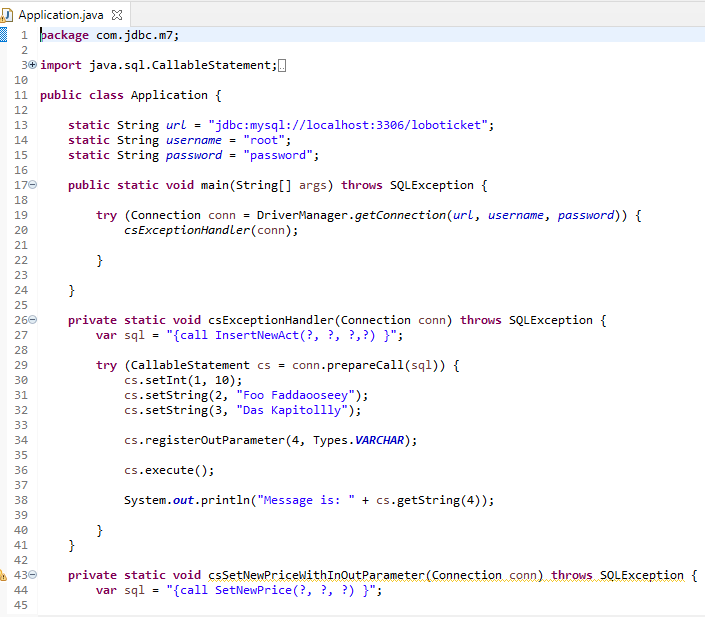 Application.java
1 package com.jdbc.m7;
2
3 import java.sql.CallableStatement;
10
11 public class Application {
12
13     static String url = "jdbc:mysql://localhost:3306/loboticket";
14     static String username = "root";
15     static String password = "password";
16
17     public static void main(String[] args) throws SQLException {
18
19         try (Connection conn = DriverManager.getConnection(url, username, password)) {
20             csExceptionHandler(conn);
21
22         }
23
24     }
25
26     private static void csExceptionHandler(Connection conn) throws SQLException {
27         var sql = "{call InsertNewAct(?, ?, ?,?) }";
28
29         try (CallableStatement cs = conn.prepareCall(sql)) {
30             cs.setInt(1, 10);
31             cs.setString(2, "Foo Faddaooseey");
32             cs.setString(3, "Das Kapitollly");
33
34             cs.registerOutParameter(4, Types.VARCHAR);
35
36             cs.execute();
37
38             System.out.println("Message is: " + cs.getString(4));
39
40         }
41     }
42
43     private static void csSetNewPriceWithInOutParameter(Connection conn) throws SQLException {
44         var sql = "{call SetNewPrice(?, ?, ?) }";
45